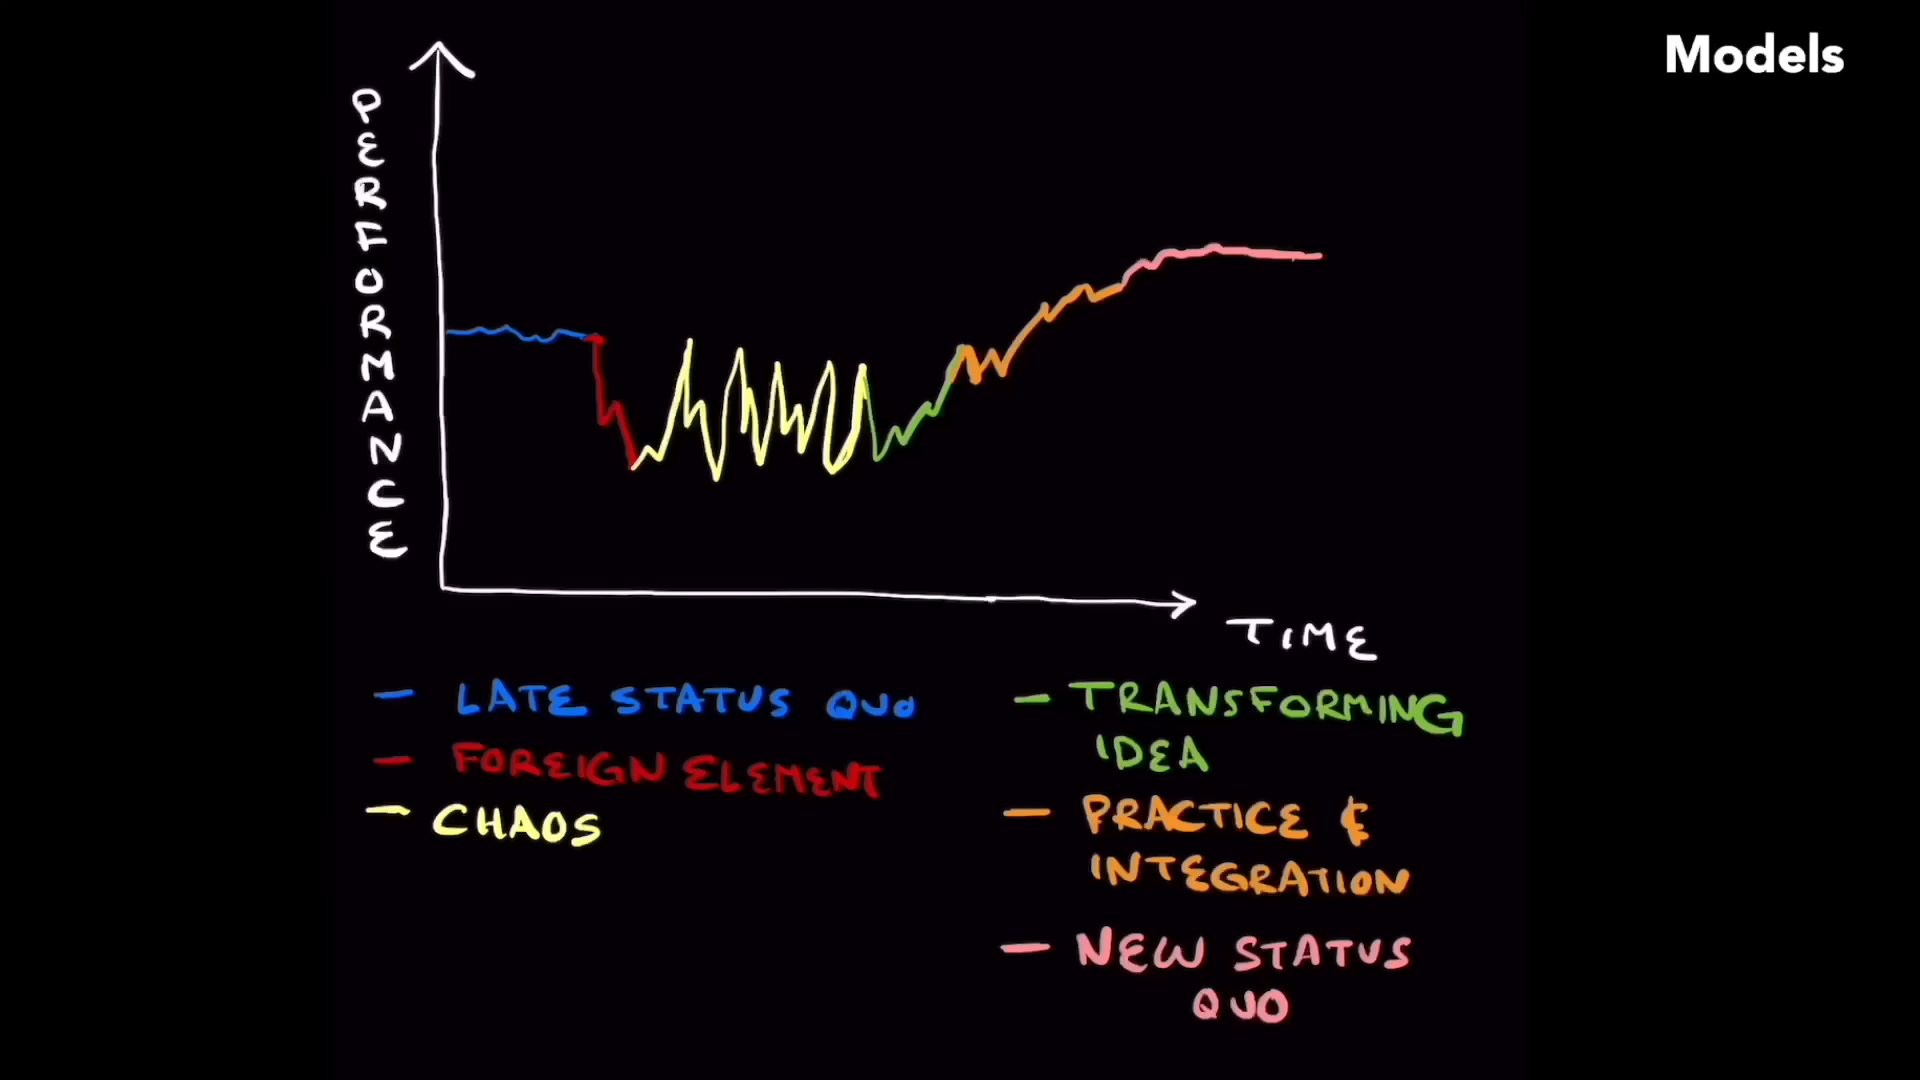 Models
PERFORMANCE
TIME
- LATE STATUS QUO
- FOREIGN ELEMENT
- CHAOS
- TRANSFORMING
IDEA
- PRACTICE &
INTEGRATION
- NEW STATUS
QUO